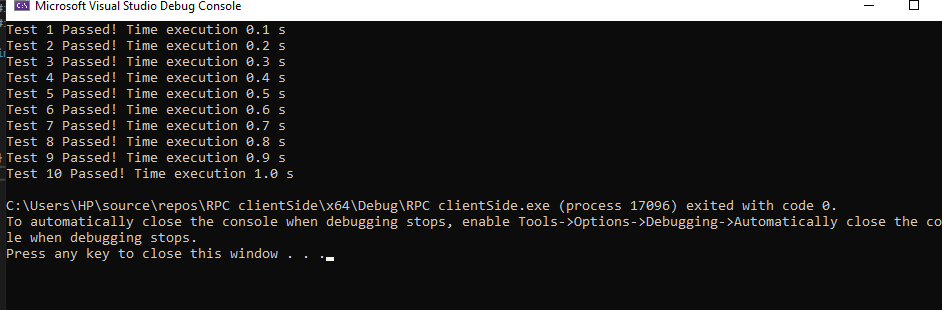 Microsoft Visual Studio Debug Console
Test 1 Passed! Time execution 0.1 s
Test 2 Passed! Time execution 0.2 s
Test 3 Passed! Time execution 0.3 s
Test 4 Passed! Time execution 0.4 s
Test 5 Passed! Time execution 0.5 s
Test 6 Passed! Time execution 0.6 s
Test 7 Passed! Time execution 0.7 s
Test 8 Passed! Time execution 0.8 s
Test 9 Passed! Time execution 0.9 s
Test 10 Passed! Time execution 1.0 s
C:\Users\HP\source\repos\RPC clientSide\x64\Debug\RPC clientSide.exe (process 17096) exited with code 0.
To automatically close the console when debugging stops, enable Tools->Options->Debugging->Automatically close the co
le when debugging stops.
Press any key to close this window . . .